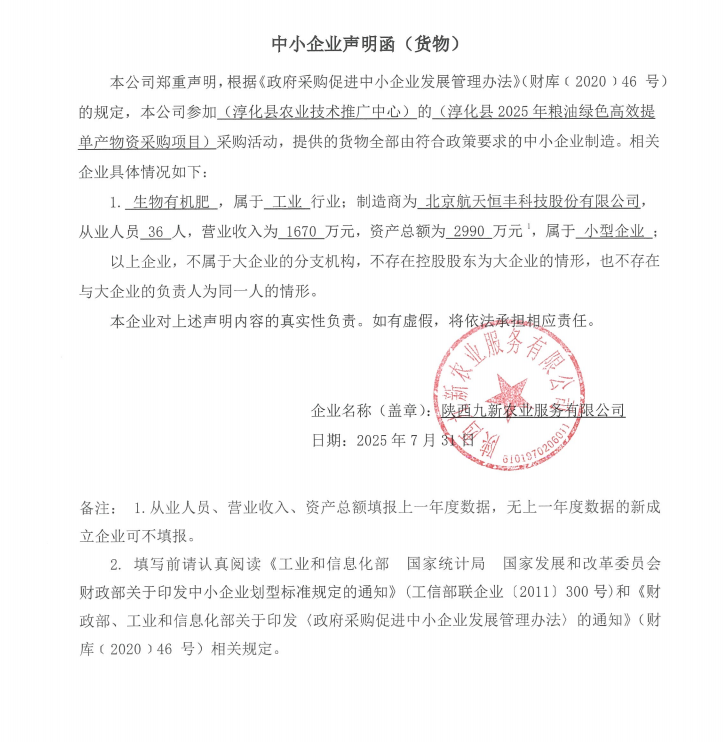 中小企业声明函（货物）
本公司郑重声明，根据《政府采购促进中小企业发展管理办法》（财库﹝2020﹞46 号）
的规定，本公司参加（淳化县农业技术推广中心）的（淳化县 2025 年粮油绿色高效提
单产物资采购项目）采购活动，提供的货物全部由符合政策要求的中小企业制造。相关
企业具体情况如下：
1. 生物有机肥 ，属于 工业 行业；制造商为 北京航天恒丰科技股份有限公司，
从业人员 36 人，营业收入为 1670 万元，资产总额为 2990 万元¹，属于 小型企业 ；
以上企业，不属于大企业的分支机构，不存在控股股东为大企业的情形，也不存在
与大企业的负责人为同一人的情形。
本企业对上述声明内容的真实性负责。如有虚假，将依法承担相应责任。
企业名称（盖章）：陕西九新农业服务有限公司
日期：2025 年 7 月 31 日
陕西九新农业服务有限公司
6101970206011
备注： 1.从业人员、营业收入、资产总额填报上一年度数据，无上一年度数据的新成
立企业可不填报。
2. 填写前请认真阅读《工业和信息化部 国家统计局 国家发展和改革委员会
财政部关于印发中小企业划型标准规定的通知》(工信部联企业〔2011〕300 号)和《财
政部、工业和信息化部关于印发〈政府采购促进中小企业发展管理办法〉的通知》（财
库﹝2020﹞46 号）相关规定。